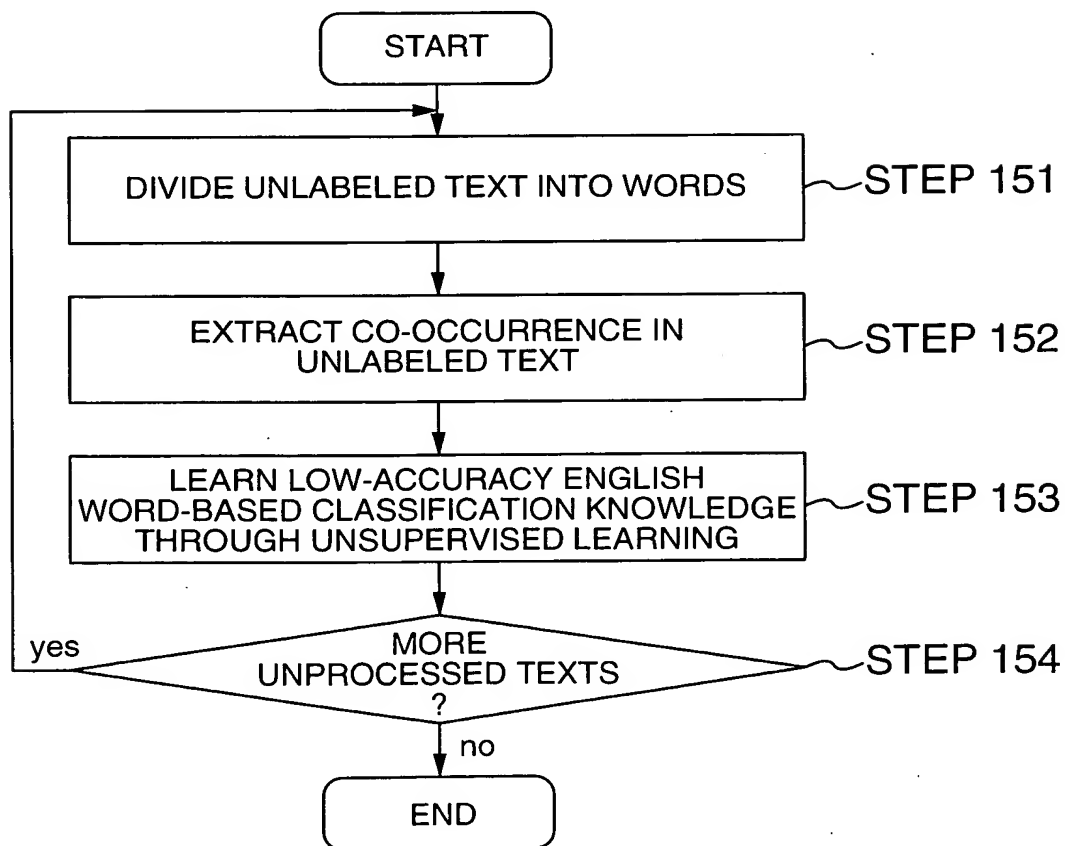 START
DIVIDE UNLABELED TEXT INTO WORDS
STEP 151
EXTRACT CO-OCCURRENCE IN
UNLABELED TEXT
STEP 152
LEARN LOW-ACCURACY ENGLISH
WORD-BASED CLASSIFICATION KNOWLEDGE
THROUGH UNSUPERVISED LEARNING
STEP 153
yes
MORE
UNPROCESSED TEXTS
?
STEP 154
no
END